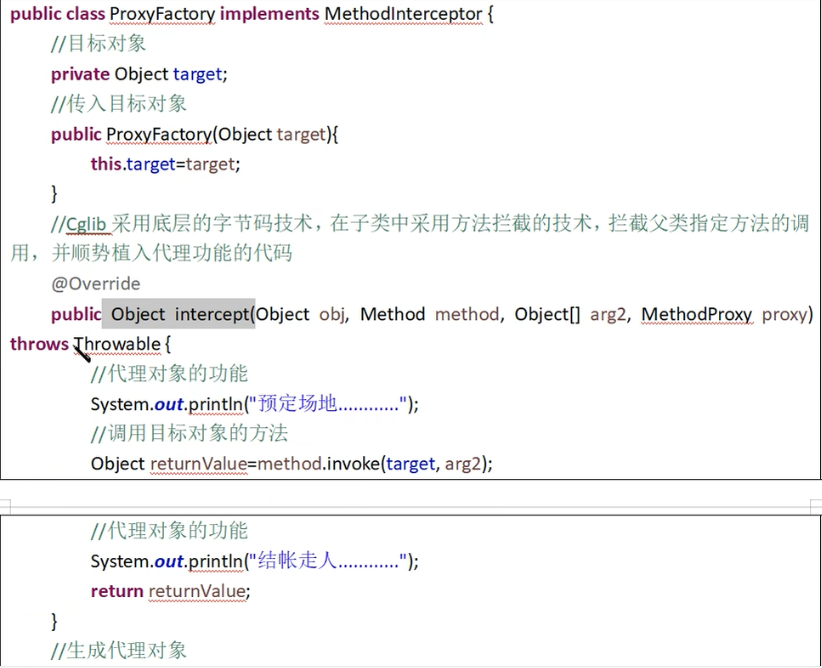 public class ProxyFactory implements MethodInterceptor {
//目标对象
private Object target;
//传入目标对象
public ProxyFactory(Object target){
this.target=target;
}
//Cglib 采用底层的字节码技术，在子类中采用方法拦截的技术，拦截父类指定方法的调
用，并顺势植入代理功能的代码
@Override
public Object intercept(Object obj, Method method, Object[] arg2, MethodProxy proxy)
throws Throwable {
//代理对象的功能
System.out.println("预定场地............");
//调用目标对象的方法
Object returnValue=method.invoke(target, arg2);
//代理对象的功能
System.out.println("结帐走人............");
return returnValue;
}
//生成代理对象